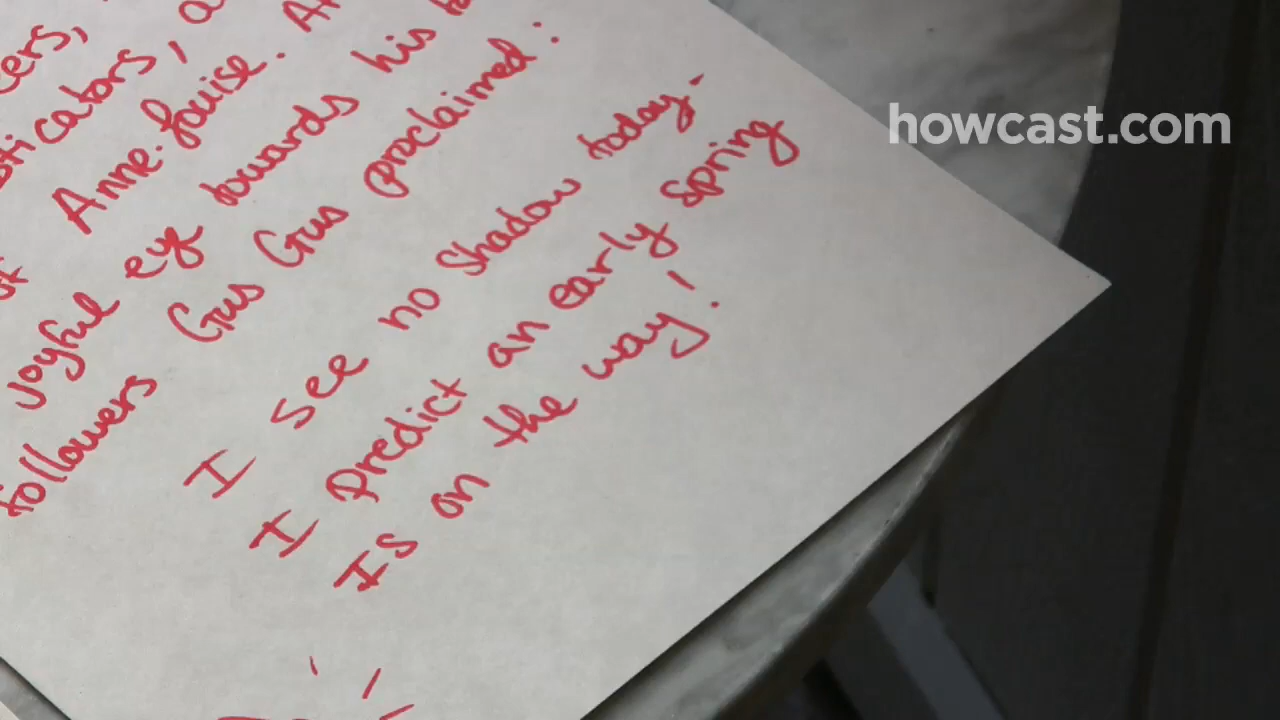 Anne. Louise.
Joyful eye towards his
followers Gus Gus proclaimed:
I see no shadow today.
I Predict an early spring
Is on the way!
howcast.com